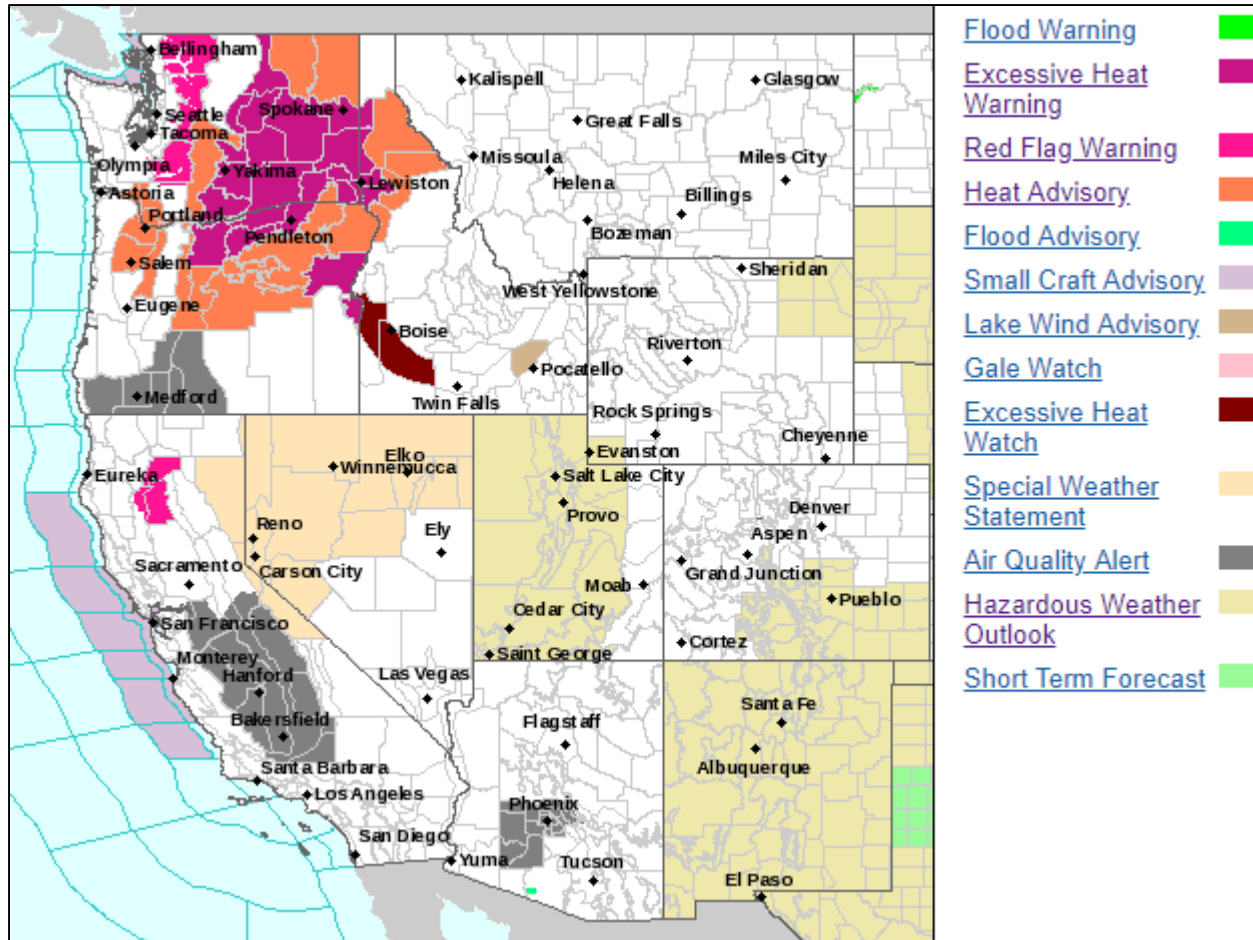 Bellingham
Kalispell
Glasgow
Spokane
Seattle
Great Falls
Tacoma
Olympia
Missoula
Miles City
Yakima
Helena
Lewiston
Astoria
Billings
Portland
Bozeman
Pendleton
Salem
Sheridan
West Yellowstone
Eugene
Boise
Riverton
Pocatello
Medford
Twin Falls
Rock Springs
Cheyenne
Elko
Evanston
Winnemucca
Eureka
Salt Lake City
Denver
Provo
Reno
Ely
Aspen
Sacramento
Carson City
Grand Junction
Moab
Pueblo
Cedar City
San Francisco
Cortez
Saint George
Monterey
Hanford
Las Vegas
Santa Fe
Bakersfield
Flagstaff
Albuquerque
Santa Barbara
Los Angeles
Phoenix
San Diego
Yuma
Tucson
El Paso
Flood Warning
Excessive Heat
Warning
Red Flag Warning
Heat Advisory
Flood Advisory
Small Craft Advisory
Lake Wind Advisory
Gale Watch
Excessive Heat
Watch
Special Weather
Statement
Air Quality Alert
Hazardous Weather
Outlook
Short Term Forecast